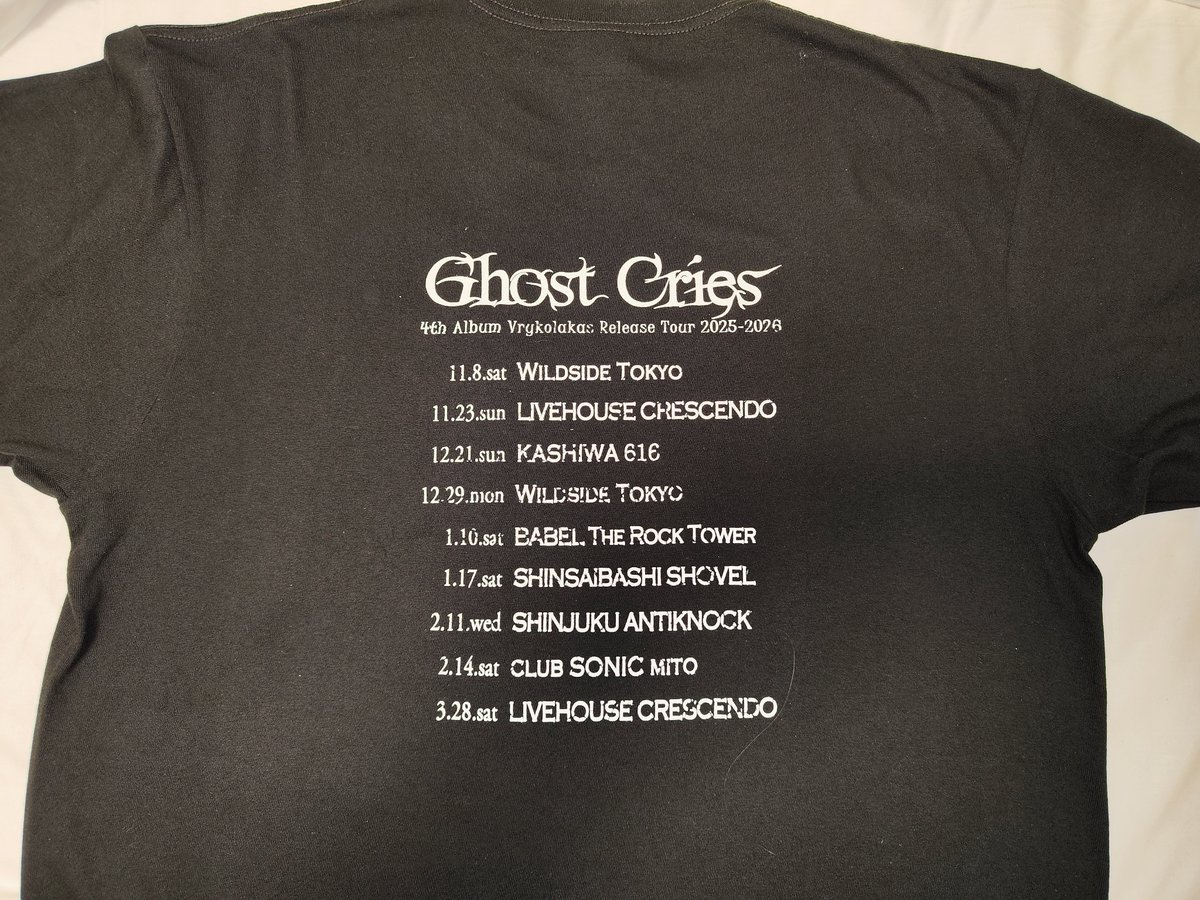 Ghost Cries
4th Album Vrykolakas Release Tour 2025-2026
11.8.sat WILDSIDE TOKYO
11.23.sun LIVEHOUSE CRESCENDO
12.21.sun KASHIWA 616
12.29.mon WILDSIDE TOKYO
1.10.sat BABEL THE ROCK TOWER
1.17.sat SHINSAIBASHI SHOVEL
2.11.wed SHINJUKU ANTIKNOCK
2.14.sat CLUB SONIC MITO
3.28.sat LIVEHOUSE CRESCENDO